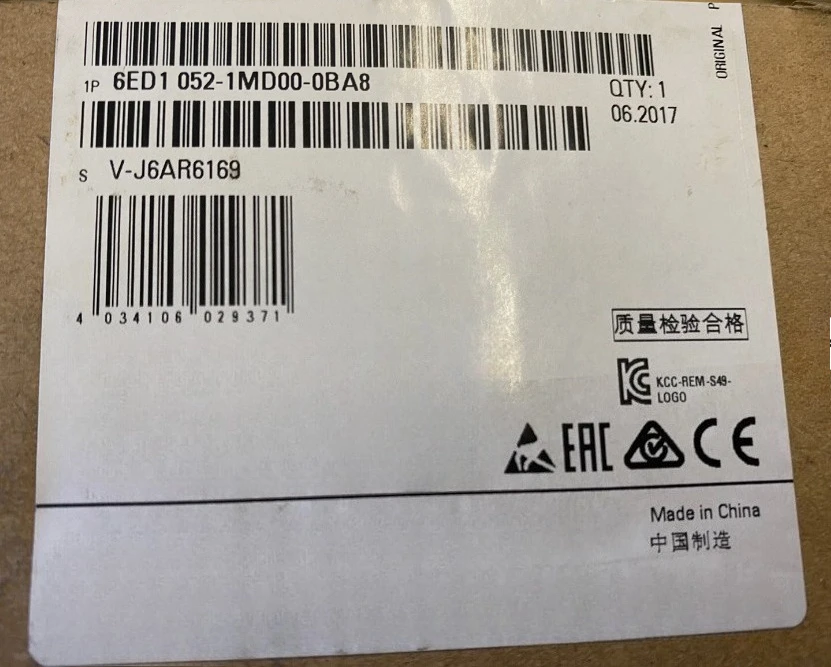 ORIGINAL P
1P 6ED1 052-1MD00-0BA8
QTY: 1
06.2017
S V-J6AR6169
4 034106 029371
质量检验合格
KCC-REM-S49-
LOGO
EAC CE
Made in China
中国制造